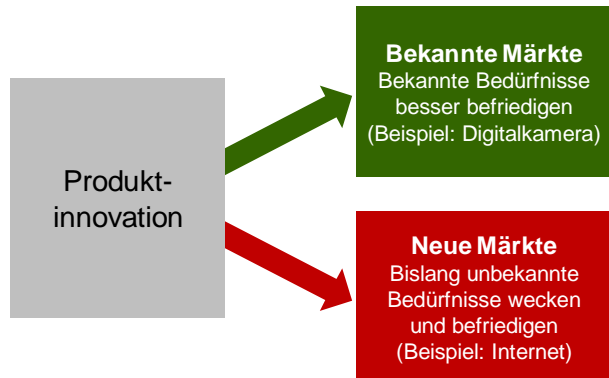 Produkt-
innovation
Bekannte Märkte
Bekannte Bedürfnisse
besser befriedigen
(Beispiel: Digitalkamera)
Neue Märkte
Bislang unbekannte
Bedürfnisse wecken
und befriedigen
(Beispiel: Internet)